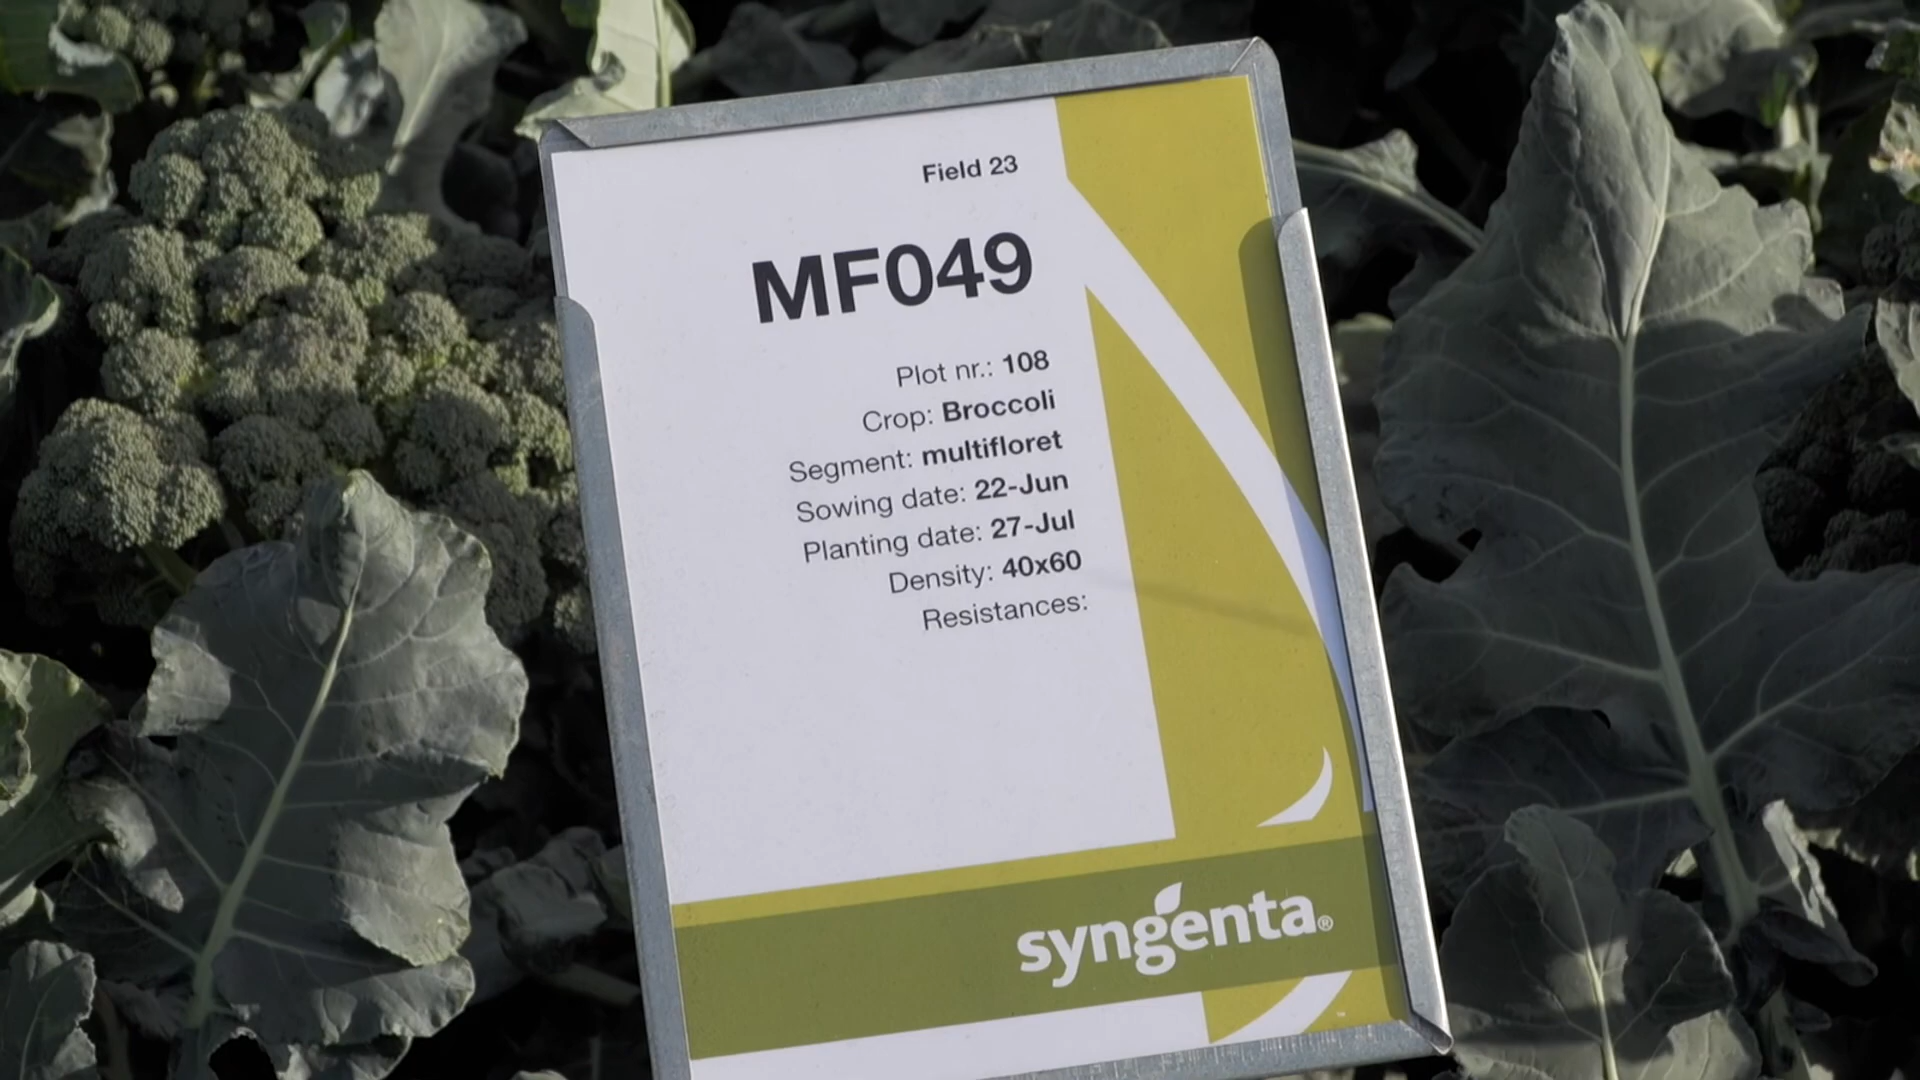 Field 23
MF049
Plot nr.: 108
Crop: Broccoli
Segment: multifloret
Sowing date: 22-Jun
Planting date: 27-Jul
Density: 40x60
Resistances:
syngenta®
™